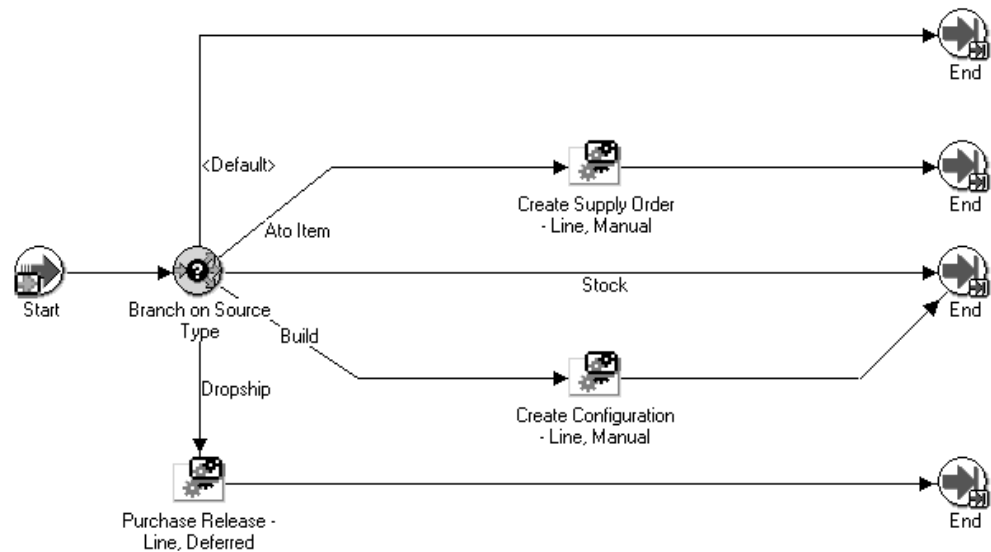 End
<Default>
Create Supply Order
- Line, Manual
End
Ato Item
Start
Branch on Source
Type
Stock
End
Build
Dropship
Create Configuration
- Line, Manual
Purchase Release -
Line, Deferred
End